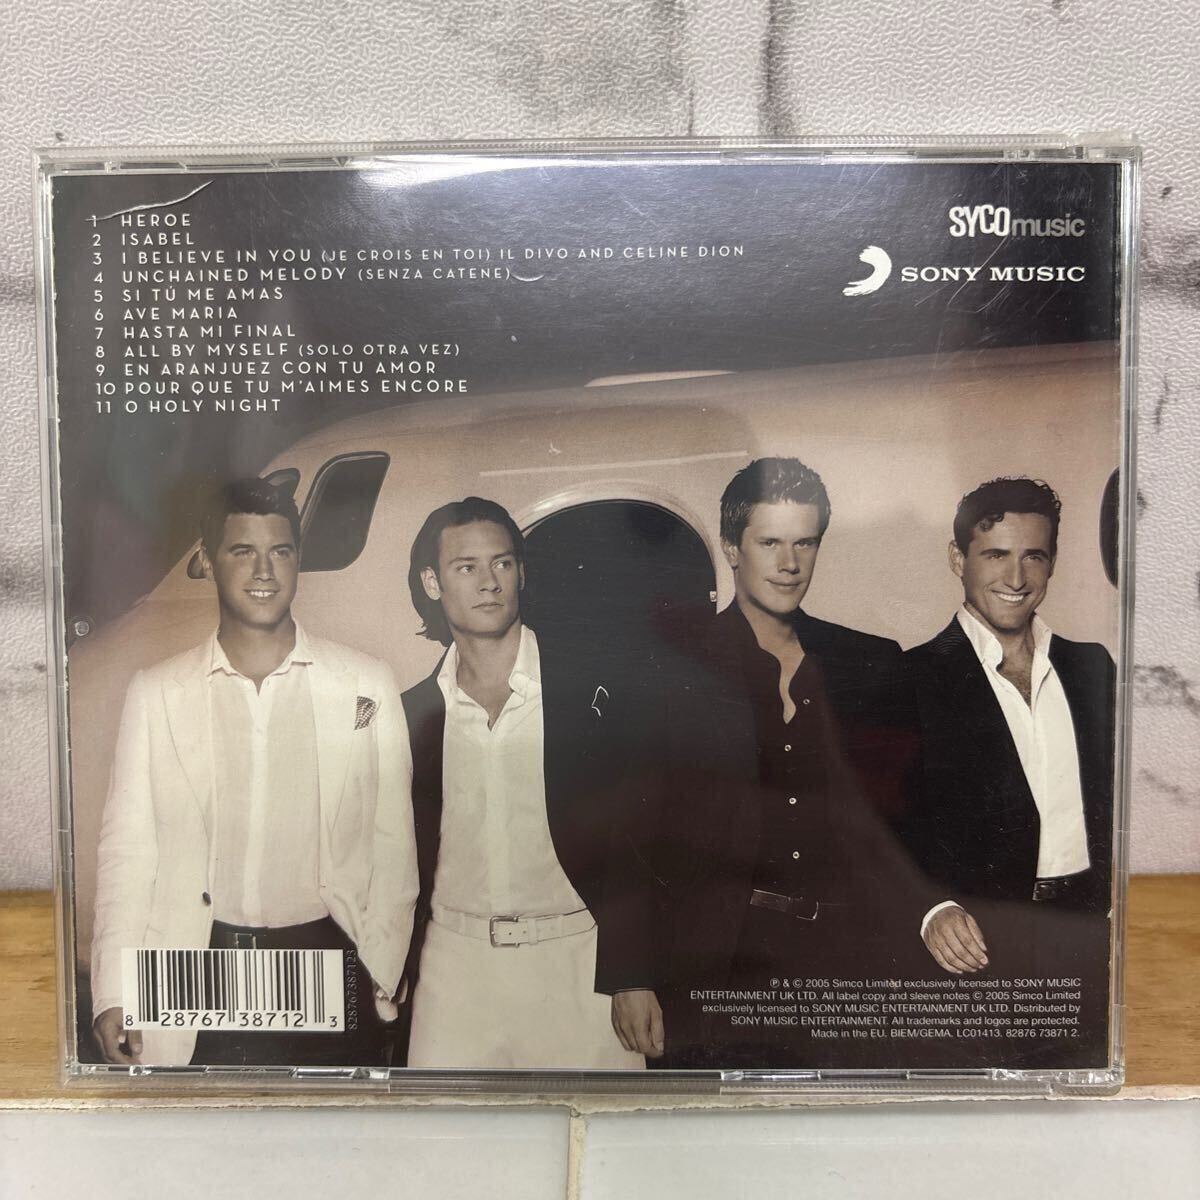 1 HEROE
2 ISABEL
3 I BELIEVE IN YOU (JE CROIS EN TOI) IL DIVO AND CELINE DION
4 UNCHAINED MELODY (SENZA CATENE)
5 SI TÚ ME AMAS
6 AVE MARIA
7 HASTA MI FINAL
8 ALL BY MYSELF (SOLO OTRA VEZ)
9 EN ARANJUEZ CON TU AMOR
10 POUR QUE TU M'AIMES ENCORE
11 O HOLY NIGHT
SYCOmusic
SONY MUSIC
8 28767 38712 3
828767387123
℗ & © 2005 Simco Limited exclusively licensed to SONY MUSIC
ENTERTAINMENT UK LTD. All label copy and sleeve notes © 2005 Simco Limited
exclusively licensed to SONY MUSIC ENTERTAINMENT UK LTD. Distributed by
SONY MUSIC ENTERTAINMENT. All trademarks and logos are protected.
Made in the EU. BIEM/GEMA. LC01413. 82876 73871 2.